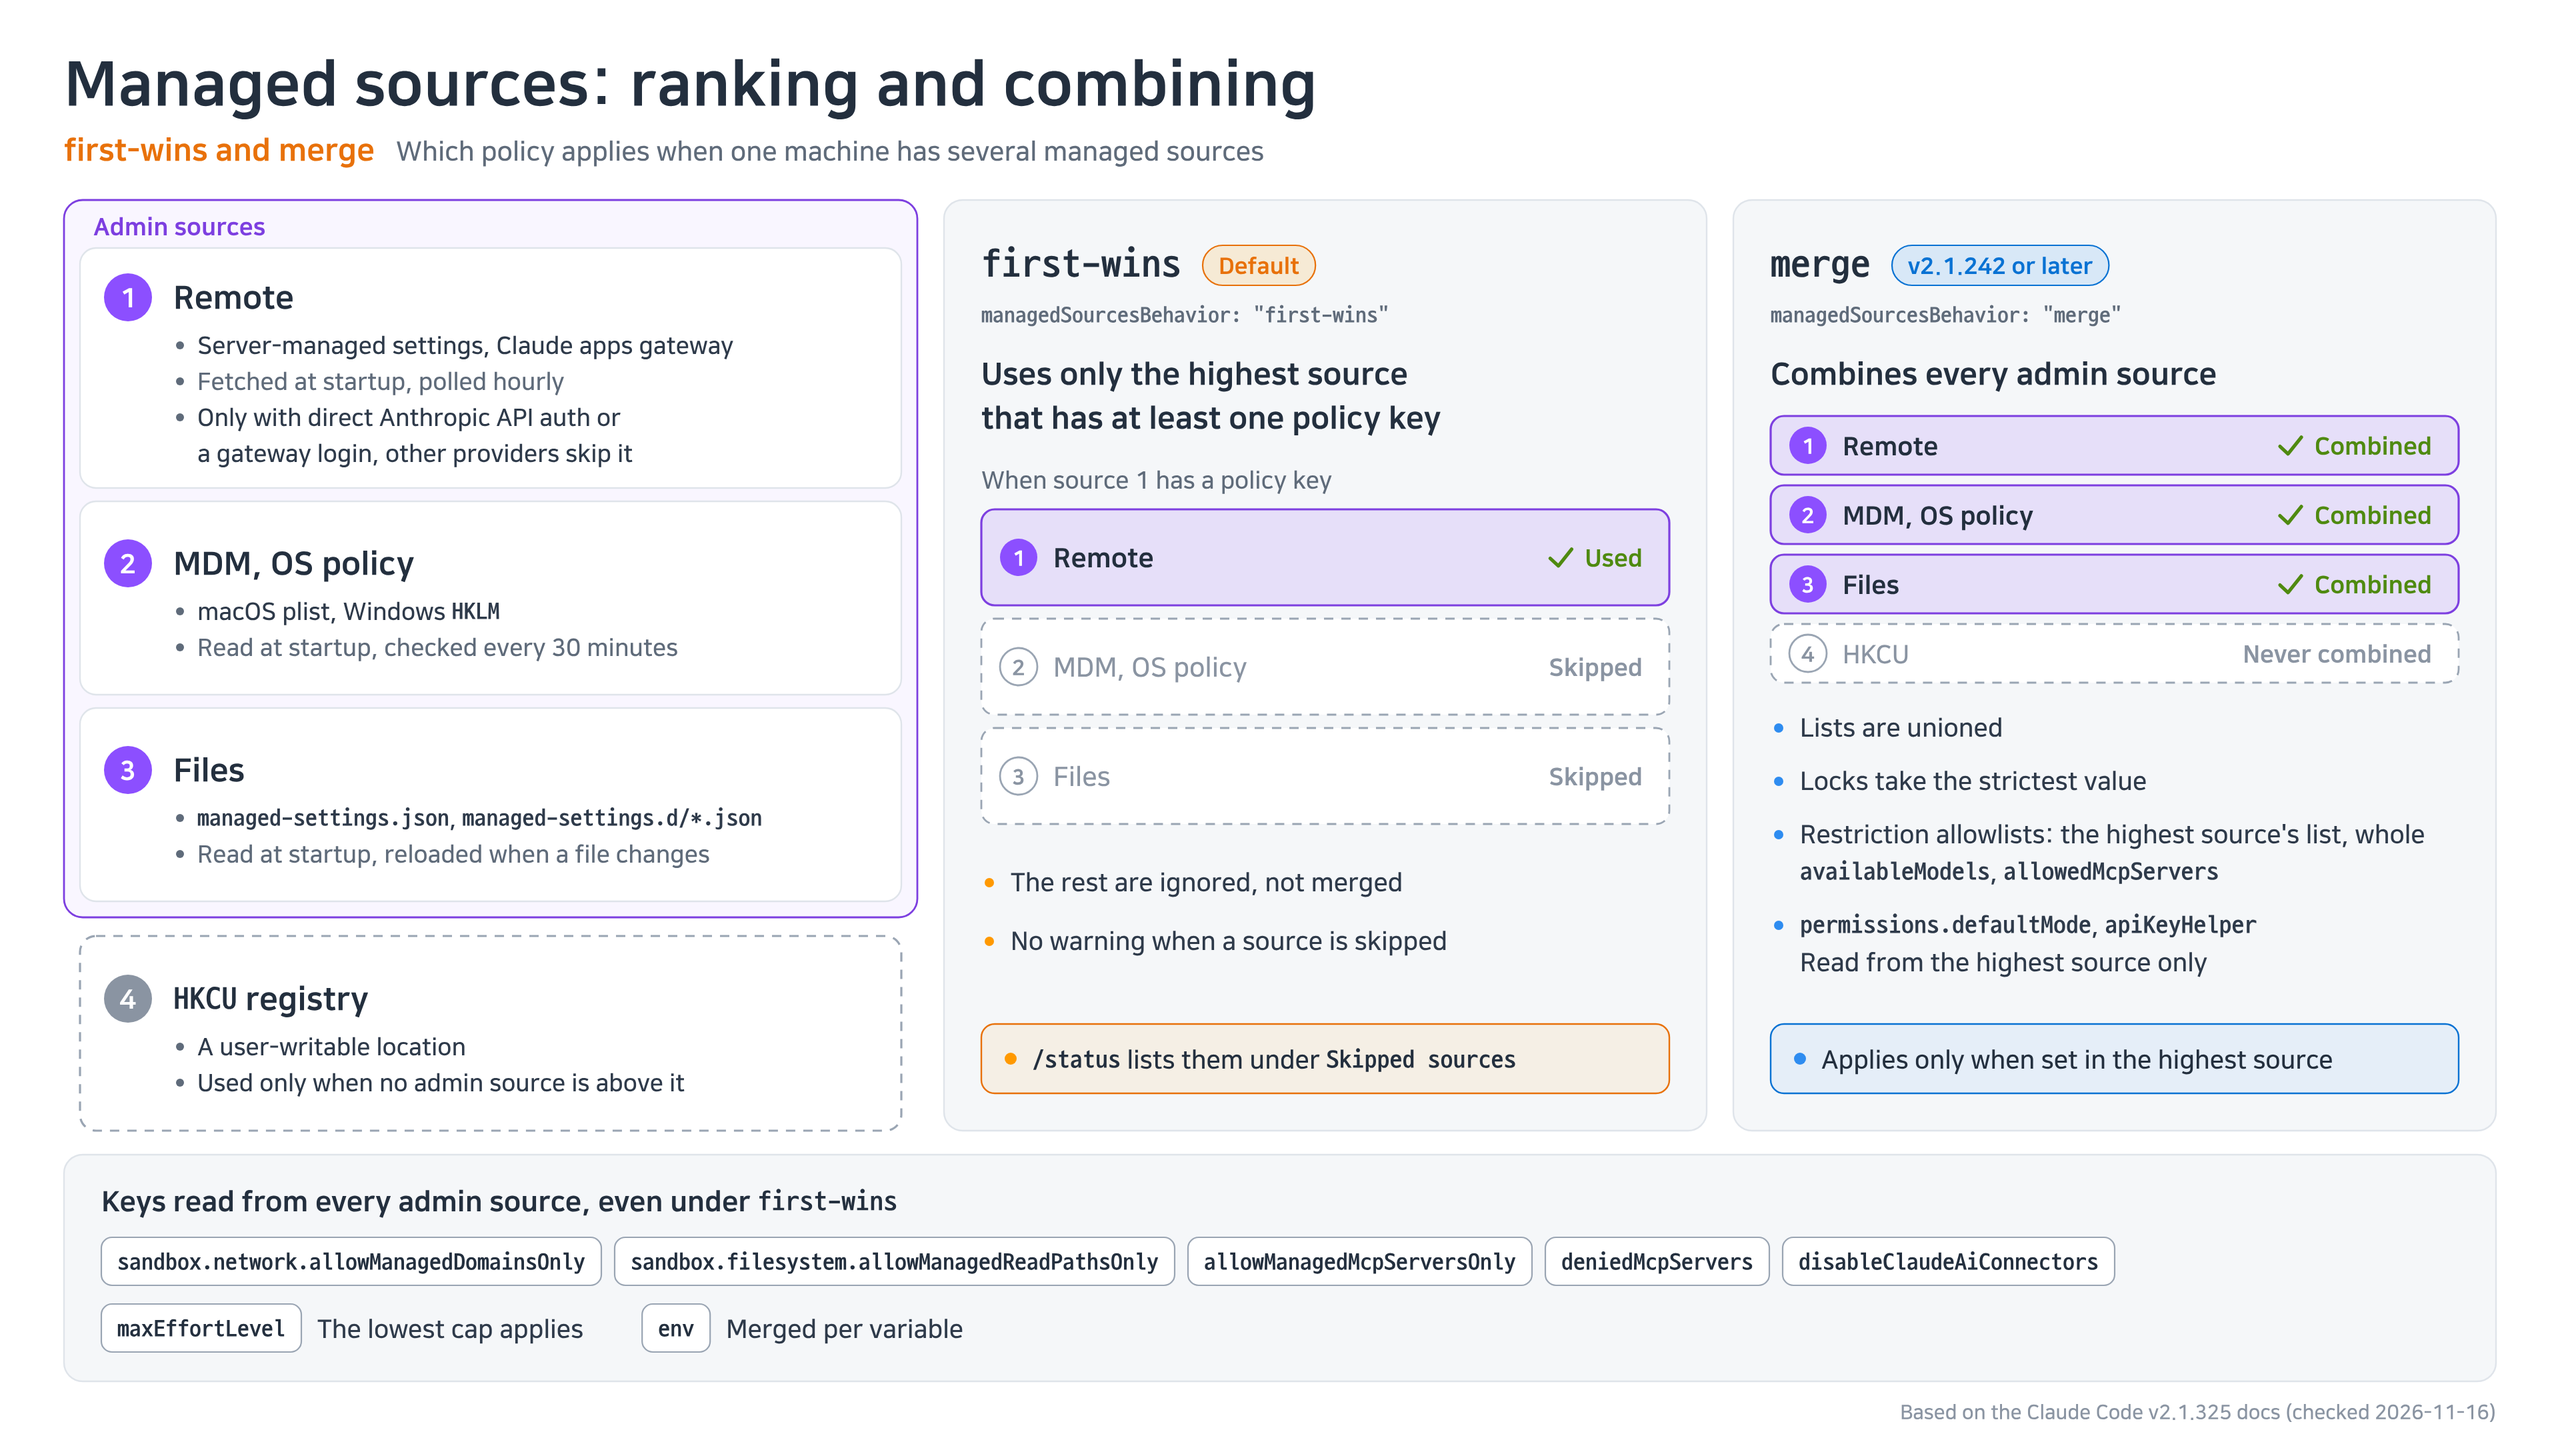 Managed sources: ranking and combining
first-wins and merge Which policy applies when one machine has several managed sources
Admin sources
1 Remote
• Server-managed settings, Claude apps gateway
• Fetched at startup, polled hourly
• Only with direct Anthropic API auth or
a gateway login, other providers skip it
2 MDM, OS policy
• macOS plist, Windows HKLM
• Read at startup, checked every 30 minutes
3 Files
• managed-settings.json, managed-settings.d/*.json
• Read at startup, reloaded when a file changes
4 HKCU registry
• A user-writable location
• Used only when no admin source is above it
first-wins Default
managedSourcesBehavior: "first-wins"
Uses only the highest source
that has at least one policy key
When source 1 has a policy key
1 Remote ✓ Used
2 MDM, OS policy Skipped
3 Files Skipped
• The rest are ignored, not merged
• No warning when a source is skipped
• /status lists them under Skipped sources
merge v2.1.242 or later
managedSourcesBehavior: "merge"
Combines every admin source
1 Remote ✓ Combined
2 MDM, OS policy ✓ Combined
3 Files ✓ Combined
4 HKCU Never combined
• Lists are unioned
• Locks take the strictest value
• Restriction allowlists: the highest source's list, whole
availableModels, allowedMcpServers
• permissions.defaultMode, apiKeyHelper
Read from the highest source only
• Applies only when set in the highest source
Keys read from every admin source, even under first-wins
sandbox.network.allowManagedDomainsOnly sandbox.filesystem.allowManagedReadPathsOnly allowManagedMcpServersOnly deniedMcpServers disableClaudeAiConnectors
maxEffortLevel The lowest cap applies env Merged per variable
Based on the Claude Code v2.1.325 docs (checked 2026-11-16)